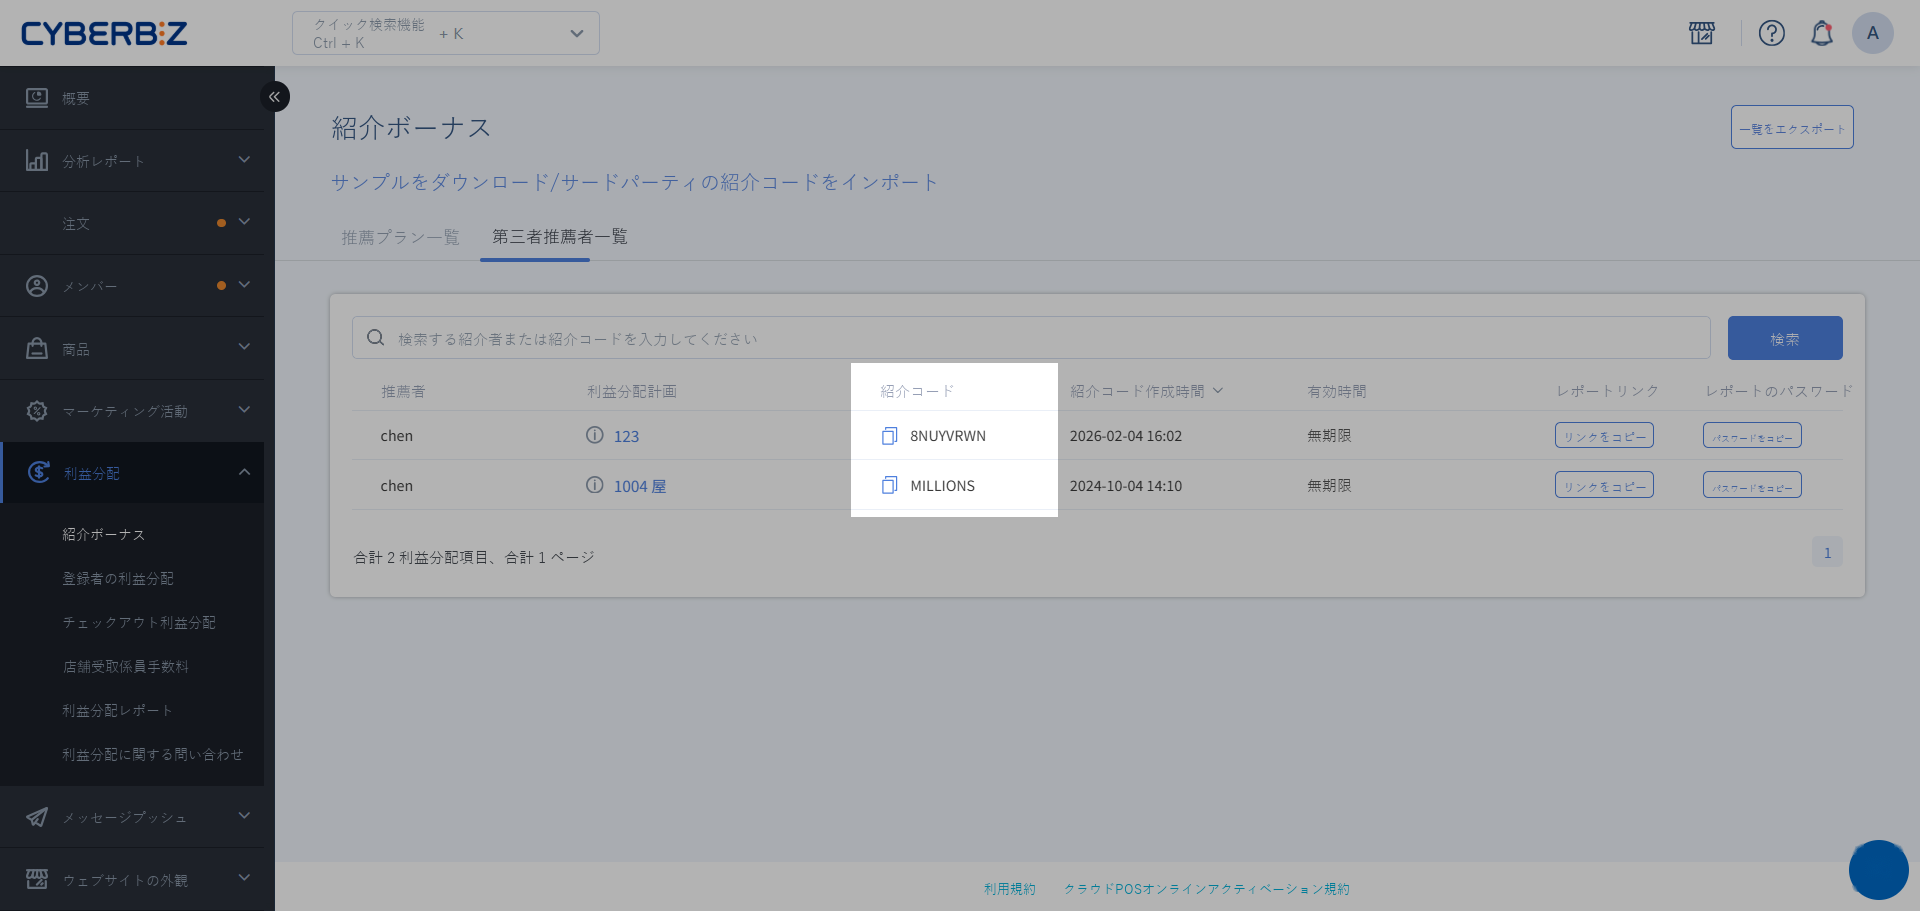 CYBERBIZ
クイック検索機能
Ctrl + K
+ K
A
概要
分析レポート
注文
メンバー
商品
マーケティング活動
利益分配
紹介ボーナス
登録者の利益分配
チェックアウト利益分配
店舗受取係員手数料
利益分配レポート
利益分配に関する問い合わせ
メッセージプッシュ
ウェブサイトの外観
紹介ボーナス
一覧をエクスポート
サンプルをダウンロード/サードパーティの紹介コードをインポート
推薦プラン一覧 第三者推薦者一覧
検索する紹介者または紹介コードを入力してください
検索
推薦者 利益分配計画 紹介コード 紹介コード作成時間 有効時間 レポートリンク レポートのパスワード
chen 123 8NUYVRWN 2026-02-04 16:02 無期限 リンクをコピー パスワードをコピー
chen 1004 屋 MILLIONS 2024-10-04 14:10 無期限 リンクをコピー パスワードをコピー
合計 2 利益分配項目、合計 1 ページ
1
利用規約 クラウドPOSオンラインアクティベーション規約